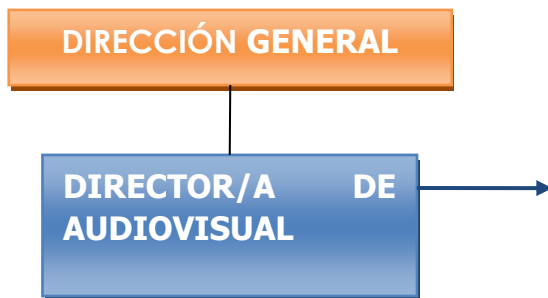 DIRECCIÓN GENERAL
DIRECTOR/A DE
AUDIOVISUAL